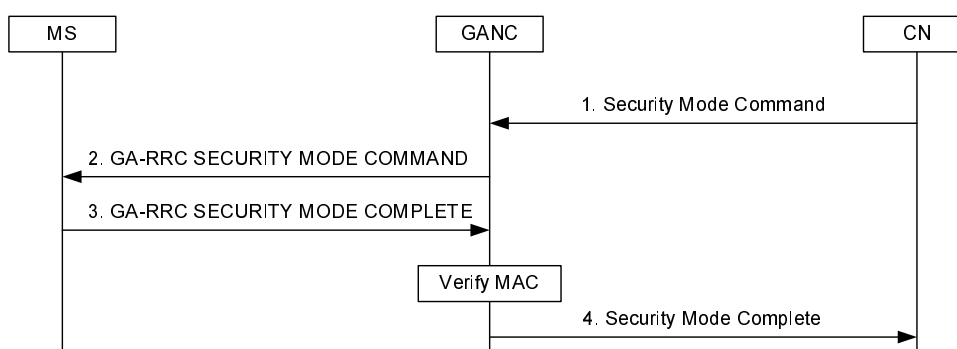 MS
GANC
CN
1. Security Mode Command
2. GA-RRC SECURITY MODE COMMAND
3. GA-RRC SECURITY MODE COMPLETE
Verify MAC
4. Security Mode Complete